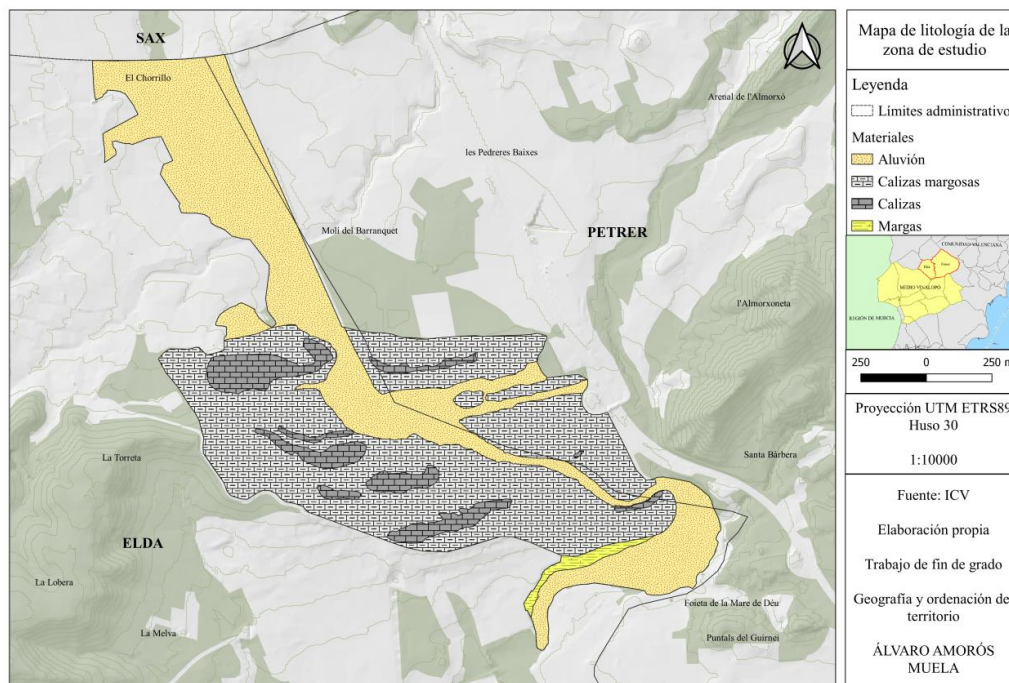 SAX
El Chorrillo
Arenal de l'Almorxó
les Pedreres Baixes
Molí del Barranquet
PETRER
l'Almorxoneta
La Torreta
Santa Bárbera
ELDA
La Lobera
La Melva
Foieta de la Mare de Déu
Puntals del Guirnei
Mapa de litología de la
zona de estudio
Leyenda
Límites administrativo
Materiales
Aluvión
Calizas margosas
Calizas
Margas
COMUNIDAD VALENCIANA
Elda
Petrer
MEDIO VINALOPÓ
REGIÓN DE MURCIA
250 0 250 m
Proyección UTM ETRS89
Huso 30
1:10000
Fuente: ICV
Elaboración propia
Trabajo de fin de grado
Geografía y ordenación de
territorio
ÁLVARO AMORÓS
MUELA